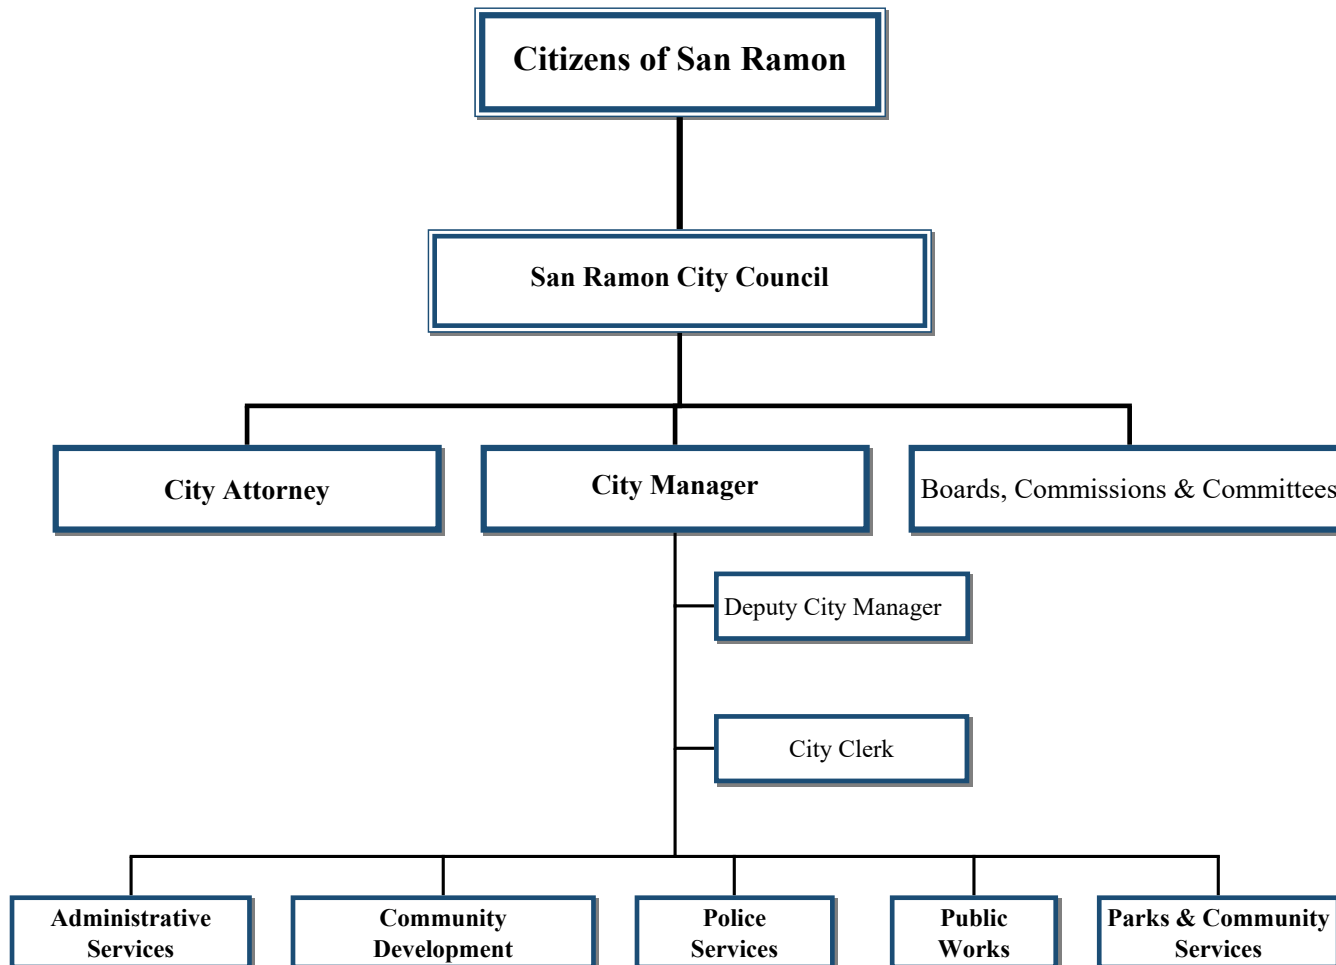 Citizens of San Ramon
San Ramon City Council
City Attorney
City Manager
Boards, Commissions & Committees
Deputy City Manager
City Clerk
Administrative
Services
Community
Development
Police
Services
Public
Works
Parks & Community
Services